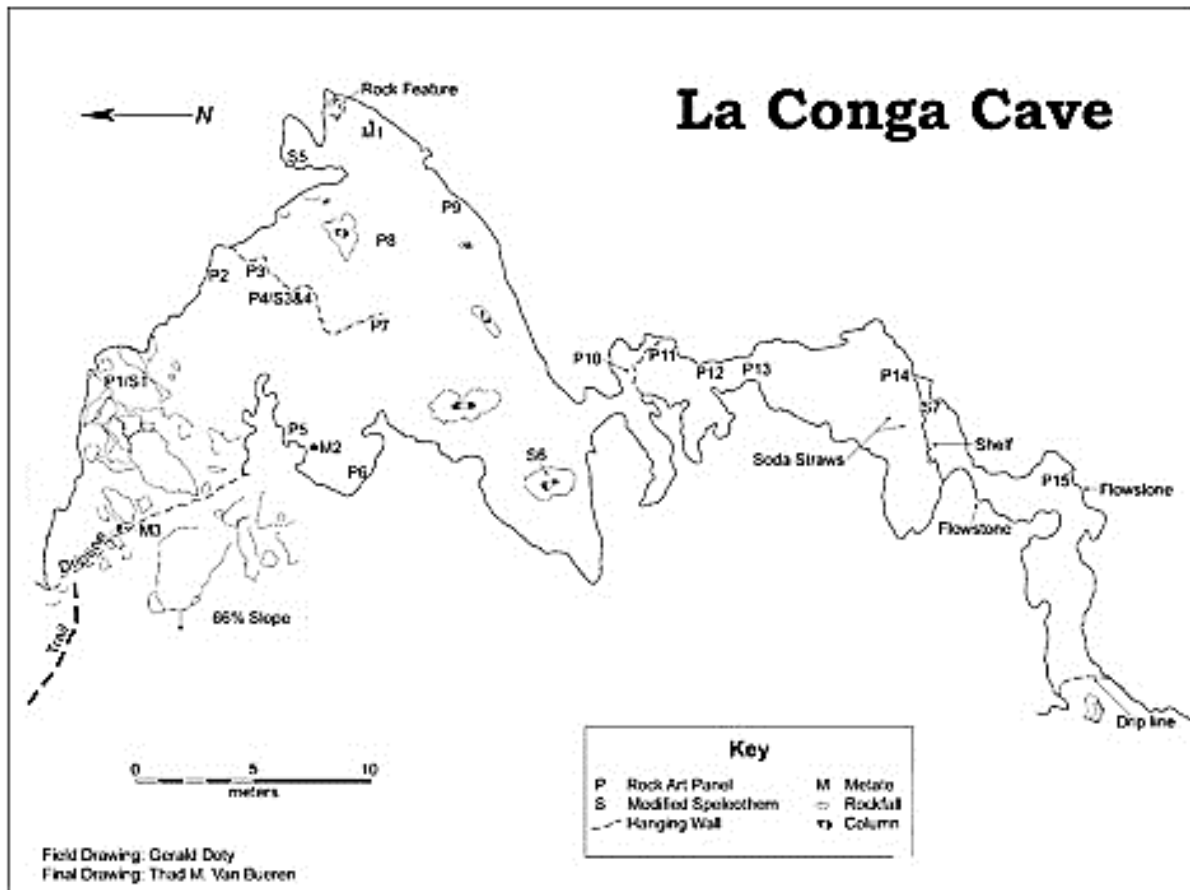 La Conga Cave
N
Rock Feature
S5
P9
P8
P2
P3
P4/S3&4
P7
P10
P11
P12
P13
P14
P1/S1
S7
P5
M2
P6
S6
Soda Straws
Shelf
P15
Flowstone
Flowstone
Dripline
66% Slope
Trail
Drip line
0 5 10
meters
Key
P Rock Art Panel
S Modified Speleothem
Hanging Wall
M Metate
Rockfall
Column
Field Drawing: Gerald Doty
Final Drawing: Thad M. Van Bueren